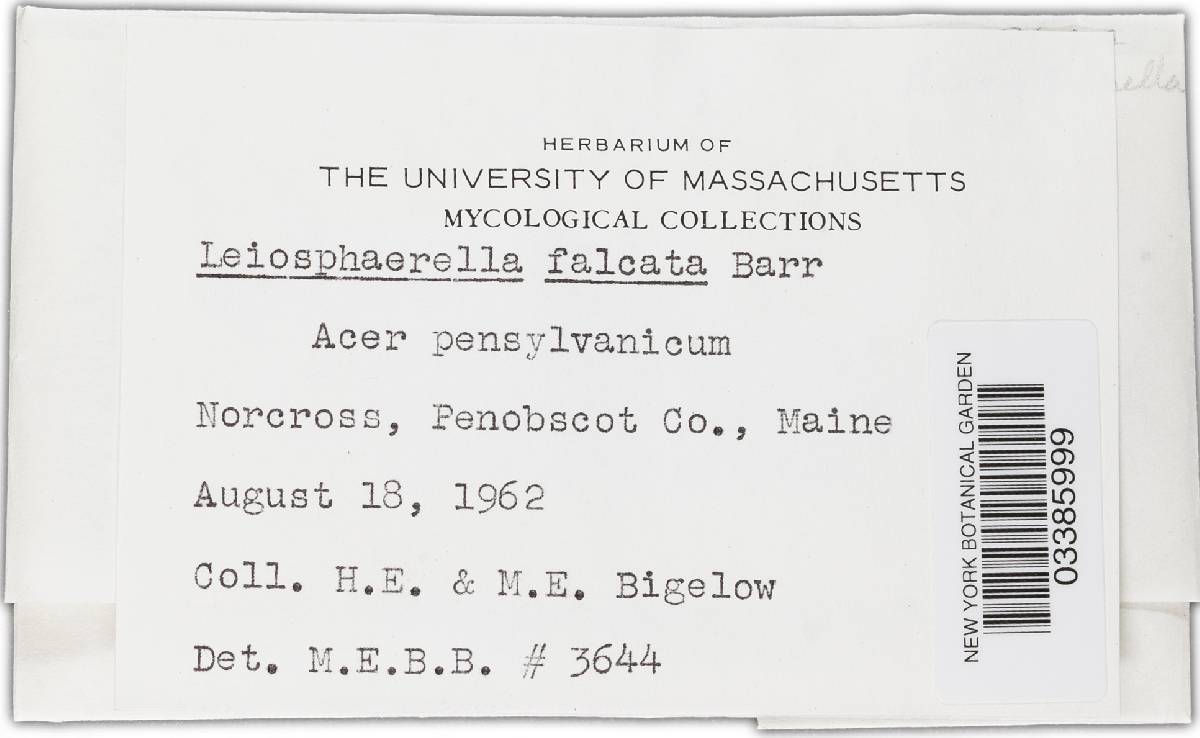 HERBARIUM OF
THE UNIVERSITY OF MASSACHUSETTS
MYCOLOGICAL COLLECTIONS
Leiosphaerella falcata Barr
Acer pensylvanicum
Norcross, Penobscot Co., Maine
August 18, 1962
Coll. H.E. & M.E. Bigelow
Det. M.E.B.B. # 3644
NEW YORK BOTANICAL GARDEN
03385999